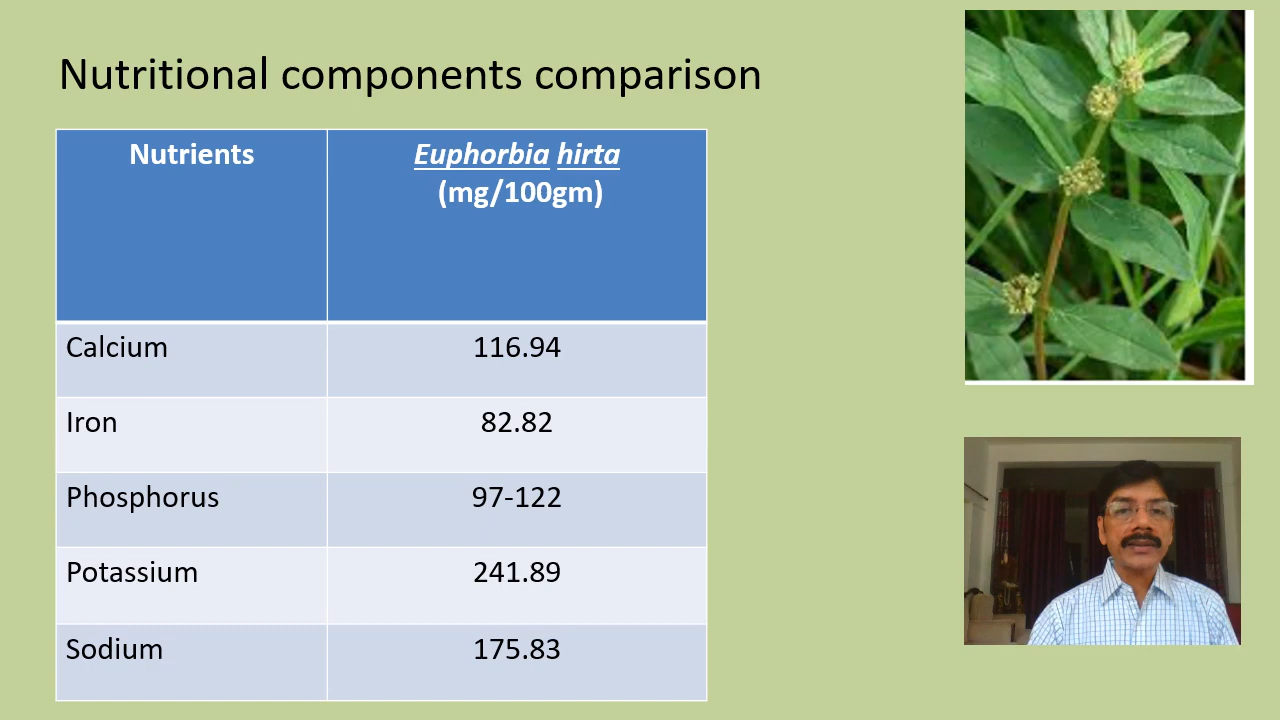 Nutritional components comparison
Nutrients
Euphorbia hirta
(mg/100gm)
Calcium 116.94
Iron 82.82
Phosphorus 97-122
Potassium 241.89
Sodium 175.83